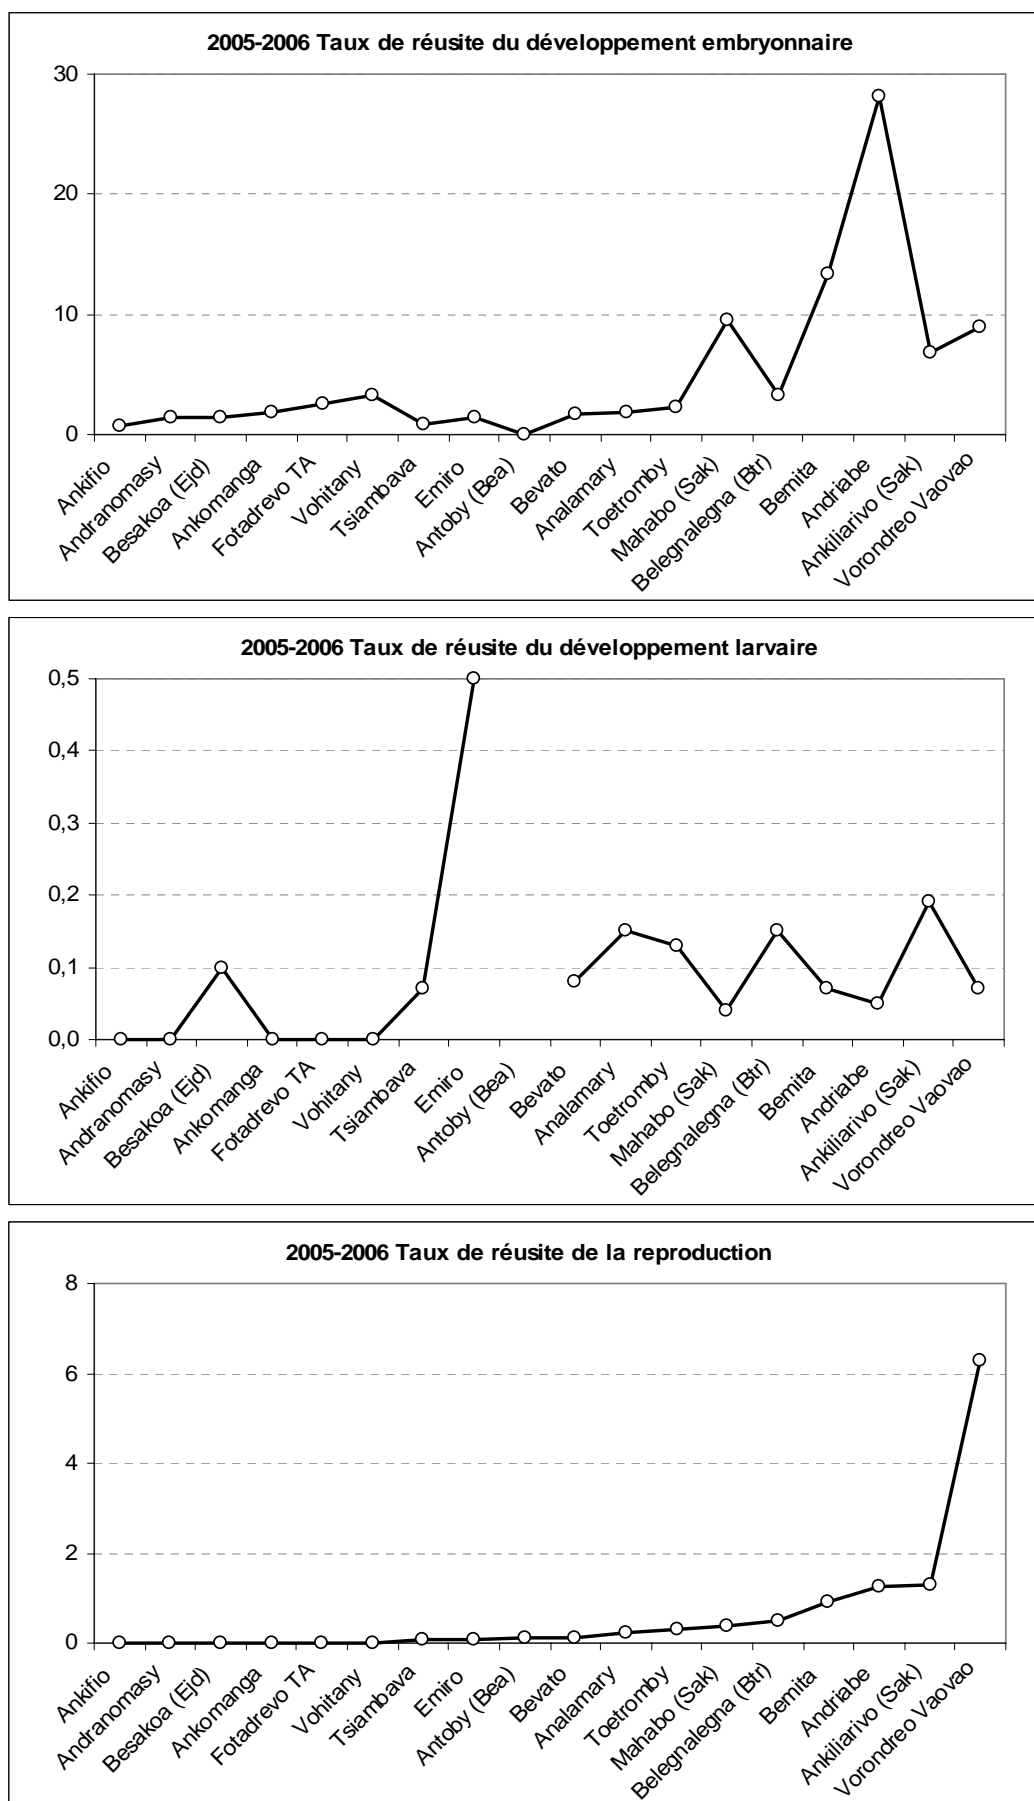 2005-2006 Taux de réusite du développement embryonnaire
30
20
10
0
Ankifio
Andranomasy
Besakoa (Ejd)
Ankomanga
Fotadrevo TA
Vohitany
Tsiambava
Emiro
Antoby (Bea)
Bevato
Analamary
Toetromby
Mahabo (Sak)
Belegnalegna (Btr)
Bemita
Andriabe
Ankiliarivo (Sak)
Vorondreo Vaovao
2005-2006 Taux de réusite du développement larvaire
0,5
0,4
0,3
0,2
0,1
0,0
Ankifio
Andranomasy
Besakoa (Ejd)
Ankomanga
Fotadrevo TA
Vohitany
Tsiambava
Emiro
Antoby (Bea)
Bevato
Analamary
Toetromby
Mahabo (Sak)
Belegnalegna (Btr)
Bemita
Andriabe
Ankiliarivo (Sak)
Vorondreo Vaovao
2005-2006 Taux de réusite de la reproduction
8
6
4
2
0
Ankifio
Andranomasy
Besakoa (Ejd)
Ankomanga
Fotadrevo TA
Vohitany
Tsiambava
Emiro
Antoby (Bea)
Bevato
Analamary
Toetromby
Mahabo (Sak)
Belegnalegna (Btr)
Bemita
Andriabe
Ankiliarivo (Sak)
Vorondreo Vaovao